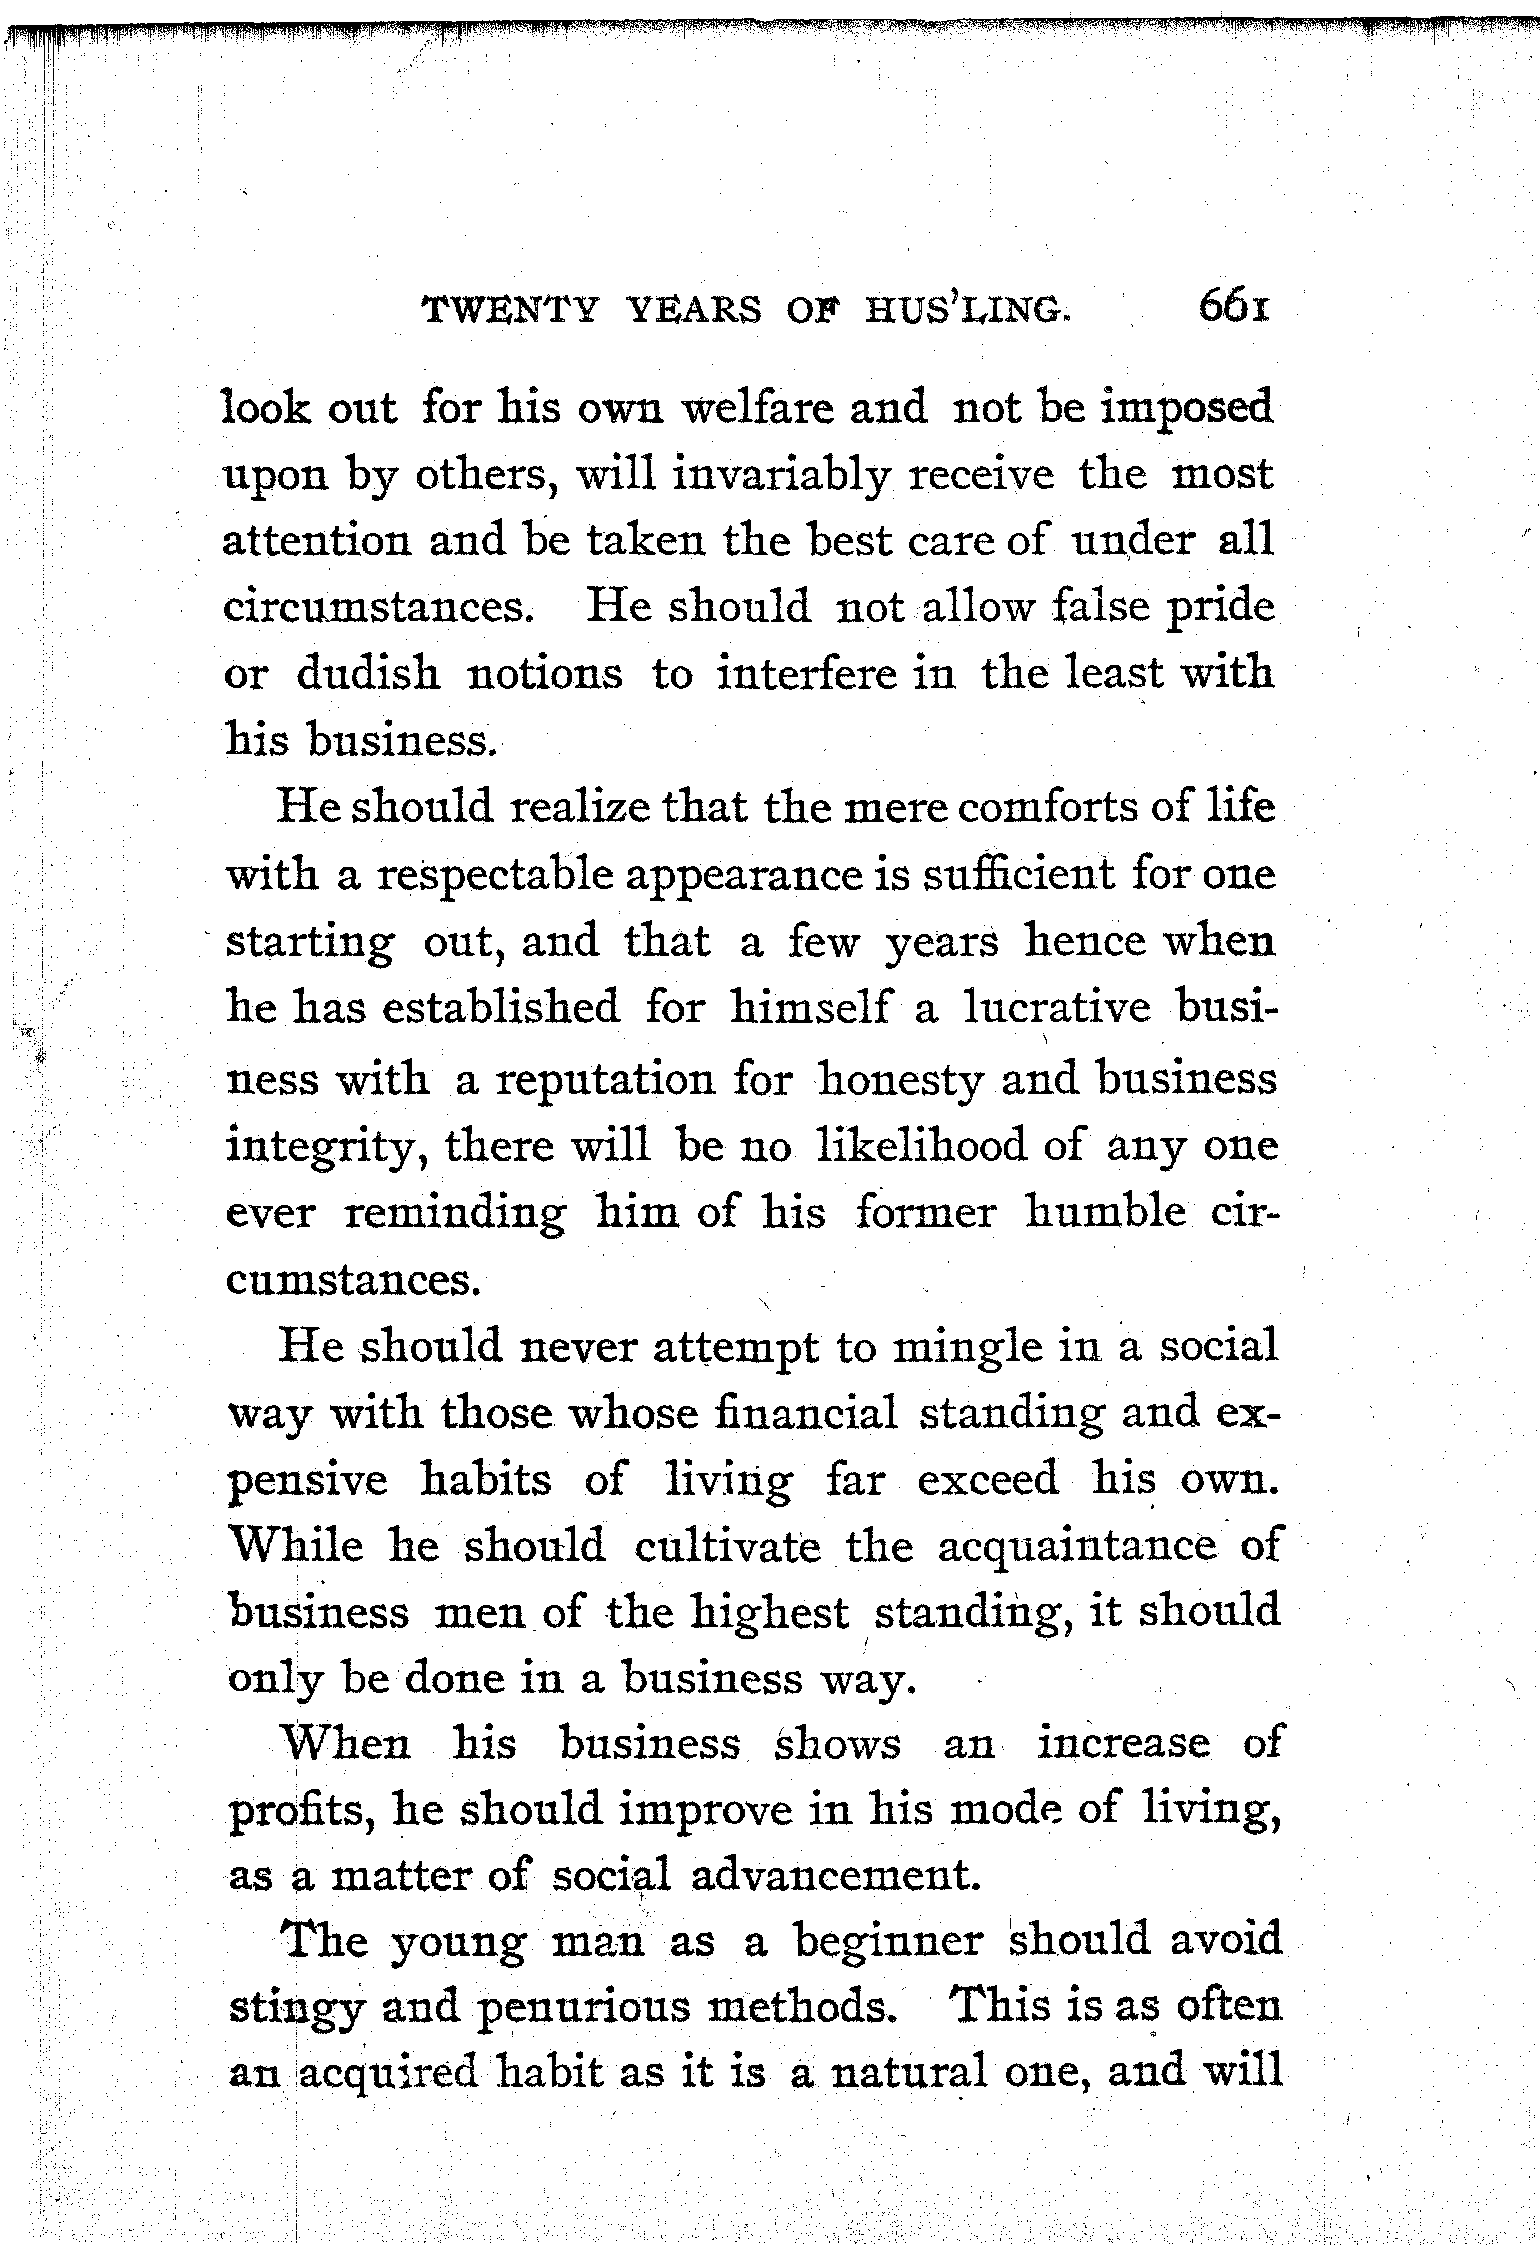 TWENTY YEARS OF HUS'LING. 661
look out for his own welfare and not be imposed
upon by others, will invariably receive the most
attention and be taken the best care of under all
circumstances. He should not allow false pride
or dudish notions to interfere in the least with
his business.
He should realize that the mere comforts of life
with a respectable appearance is sufficient for one
starting out, and that a few years hence when
he has established for himself a lucrative busi-
ness with a reputation for honesty and business
integrity, there will be no likelihood of any one
ever reminding him of his former humble cir-
cumstances.
He should never attempt to mingle in a social
way with those whose financial standing and ex-
pensive habits of living far exceed his own.
While he should cultivate the acquaintance of
business men of the highest standing, it should
only be done in a business way.
When his business shows an increase of
profits, he should improve in his mode of living,
as a matter of social advancement.
The young man as a beginner should avoid
stingy and penurious methods. This is as often
an acquired habit as it is a natural one, and will